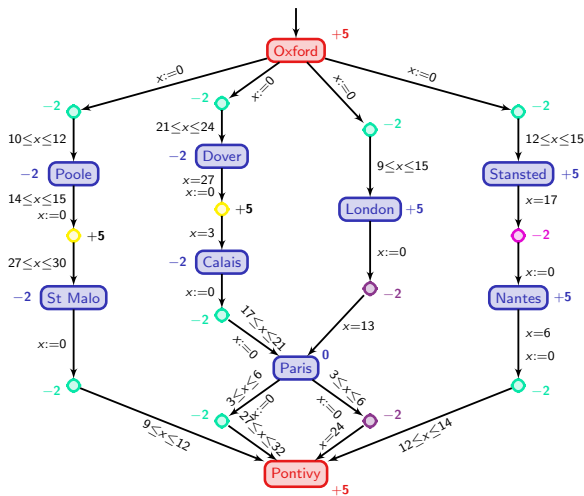 +5
Oxford
x:=0
x:=0
x:=0
x:=0
−2
−2
−2
−2
10≤x≤12
21≤x≤24
9≤x≤15
12≤x≤15
−2
Poole
−2
Dover
London
+5
Stansted
+5
14≤x≤15
x:=0
x=27
x:=0
x=17
+5
+5
−2
27≤x≤30
x=3
x:=0
x:=0
−2
St Malo
−2
Calais
−2
Nantes
+5
x:=0
x:=0
x=6
x:=0
−2
17≤x≤21
x:=0
x=13
0
Paris
−2
−2
3≤x≤6
x:=0
3≤x≤6
x:=0
−2
−2
9≤x≤12
27≤x≤32
x=24
12≤x≤14
Pontivy
+5